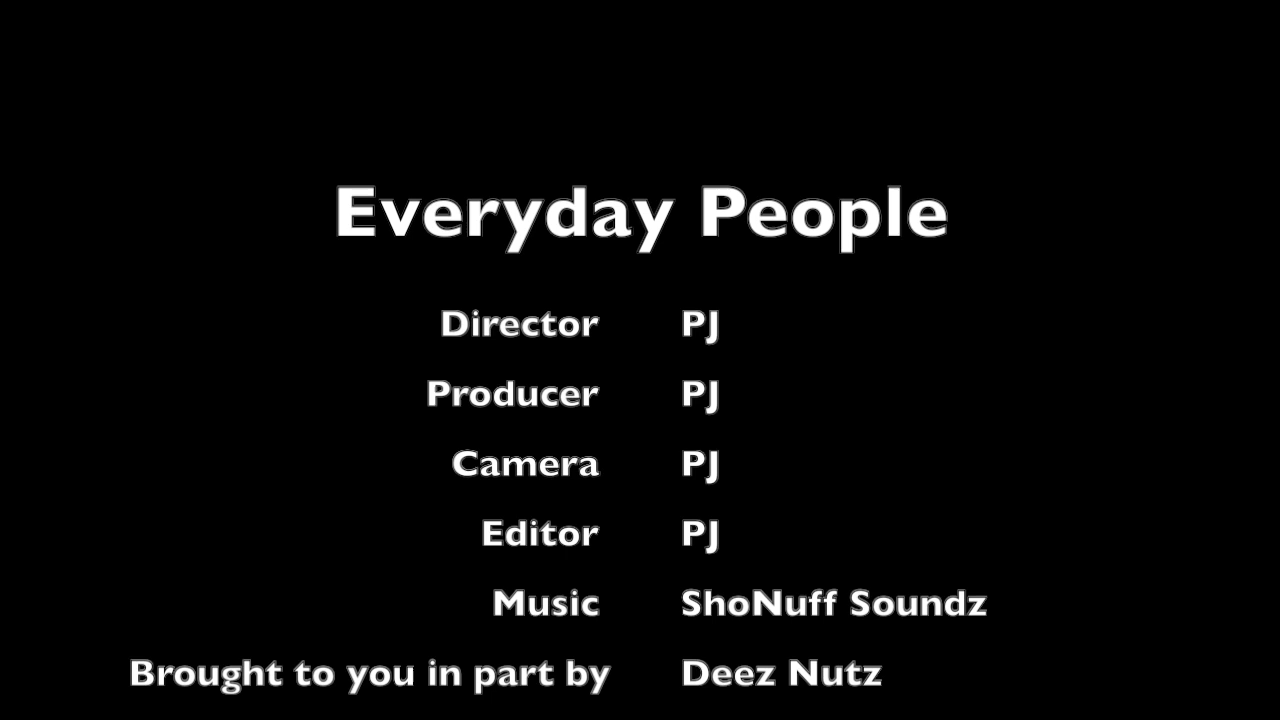 Everyday People
Director PJ
Producer PJ
Camera PJ
Editor PJ
Music ShoNuff Soundz
Brought to you in part by Deez Nutz